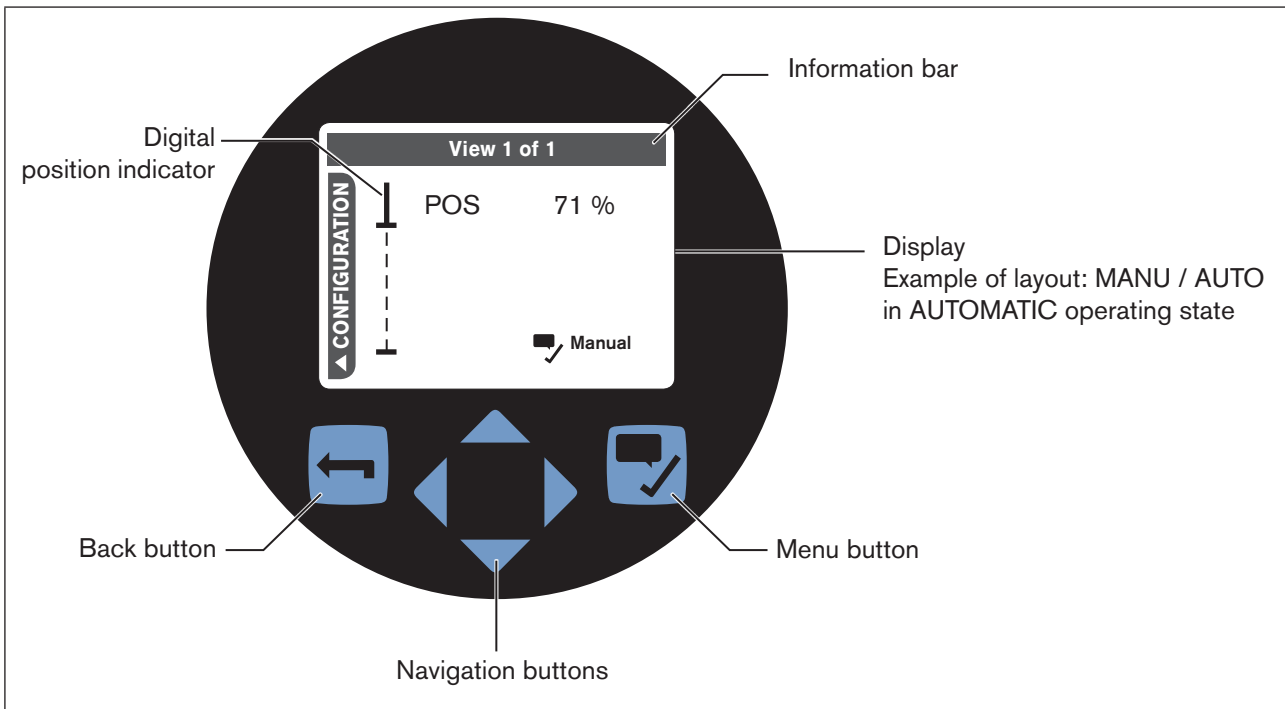 Information bar
Digital
position indicator
View 1 of 1
◀ CONFIGURATION
POS 71 %
Display
Example of layout: MANU / AUTO
in AUTOMATIC operating state
Manual
Back button
Menu button
Navigation buttons